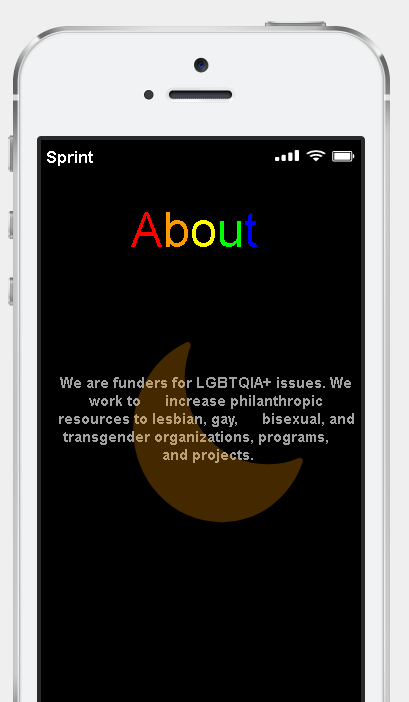 Sprint
About
We are funders for LGBTQIA+ issues. We
work to increase philanthropic
resources to lesbian, gay, bisexual, and
transgender organizations, programs,
and projects.